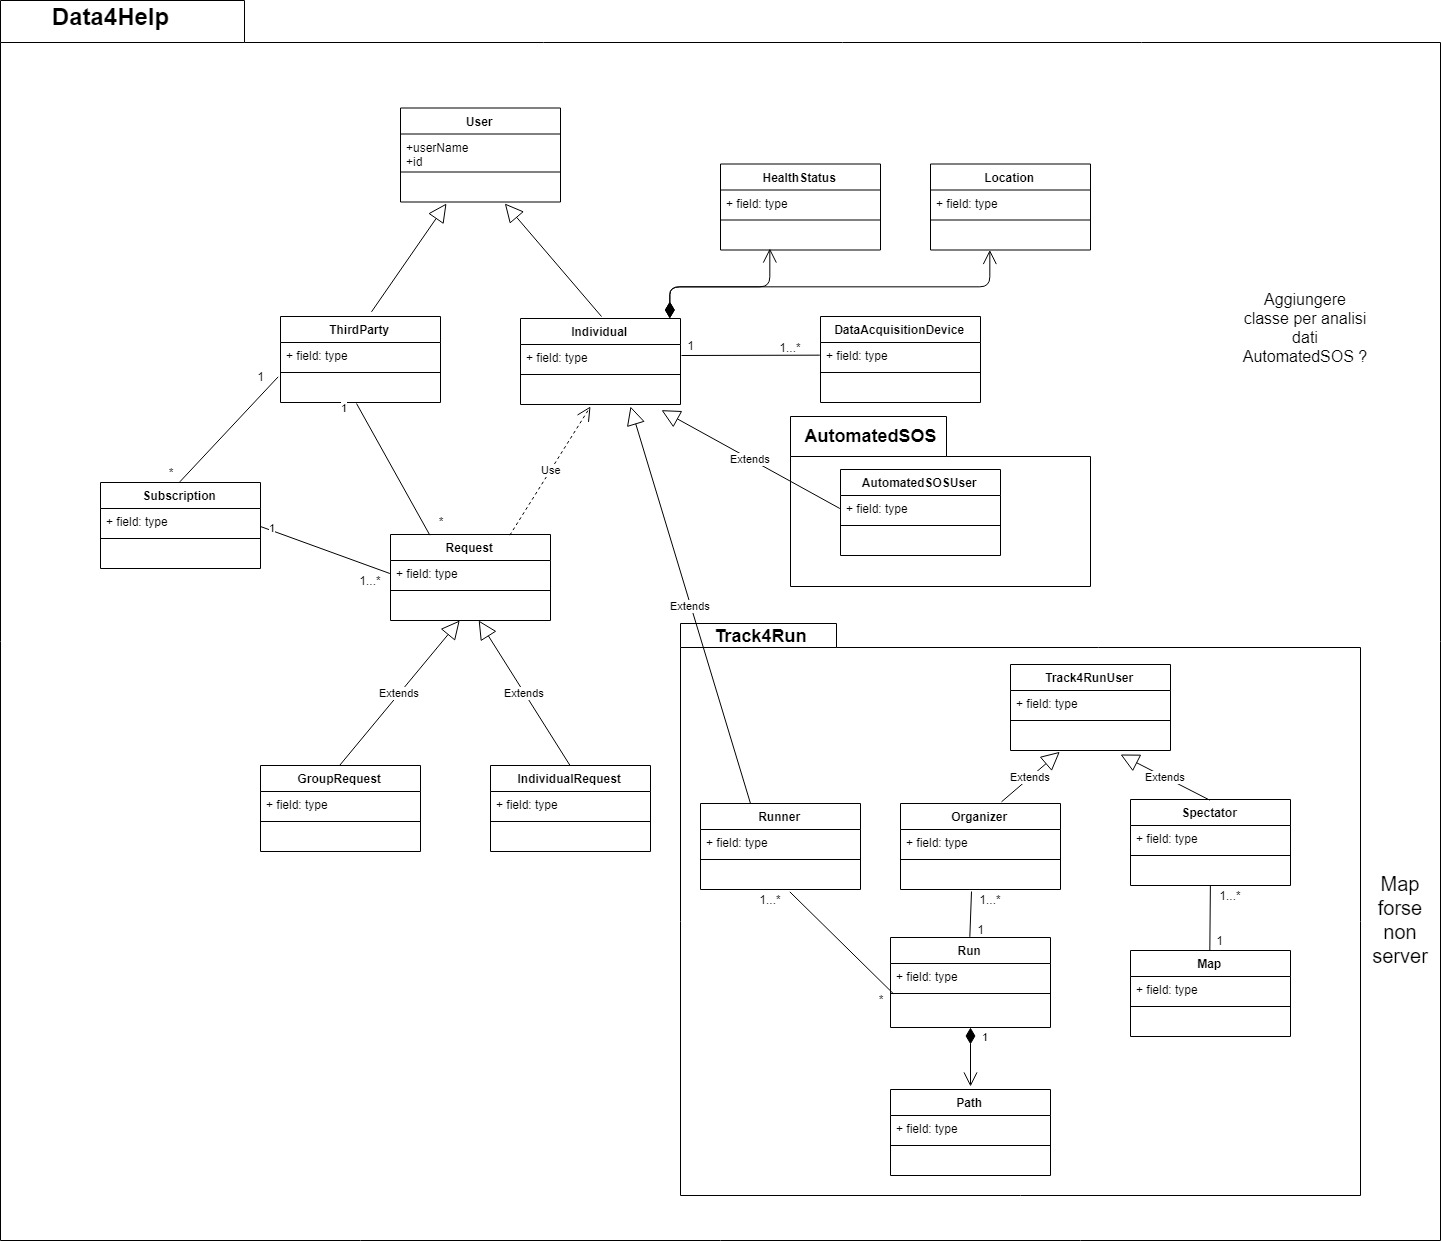 Data4Help
User
+userName
+id
HealthStatus
+ field: type
Location
+ field: type
Aggiungere
classe per analisi
dati
AutomatedSOS ?
ThirdParty
+ field: type
Individual
+ field: type
1
1...*
DataAcquisitionDevice
+ field: type
1
1
*
Use
Extends
AutomatedSOS
AutomatedSOSUser
+ field: type
Subscription
+ field: type
1
1...*
*
Request
+ field: type
Extends
Extends
Extends
GroupRequest
+ field: type
IndividualRequest
+ field: type
Track4Run
Track4RunUser
+ field: type
Extends
Extends
Runner
+ field: type
Organizer
+ field: type
Spectator
+ field: type
1...*
1...*
1...*
1
1
*
Run
+ field: type
Map
+ field: type
1
Path
+ field: type
Map
forse
non
server